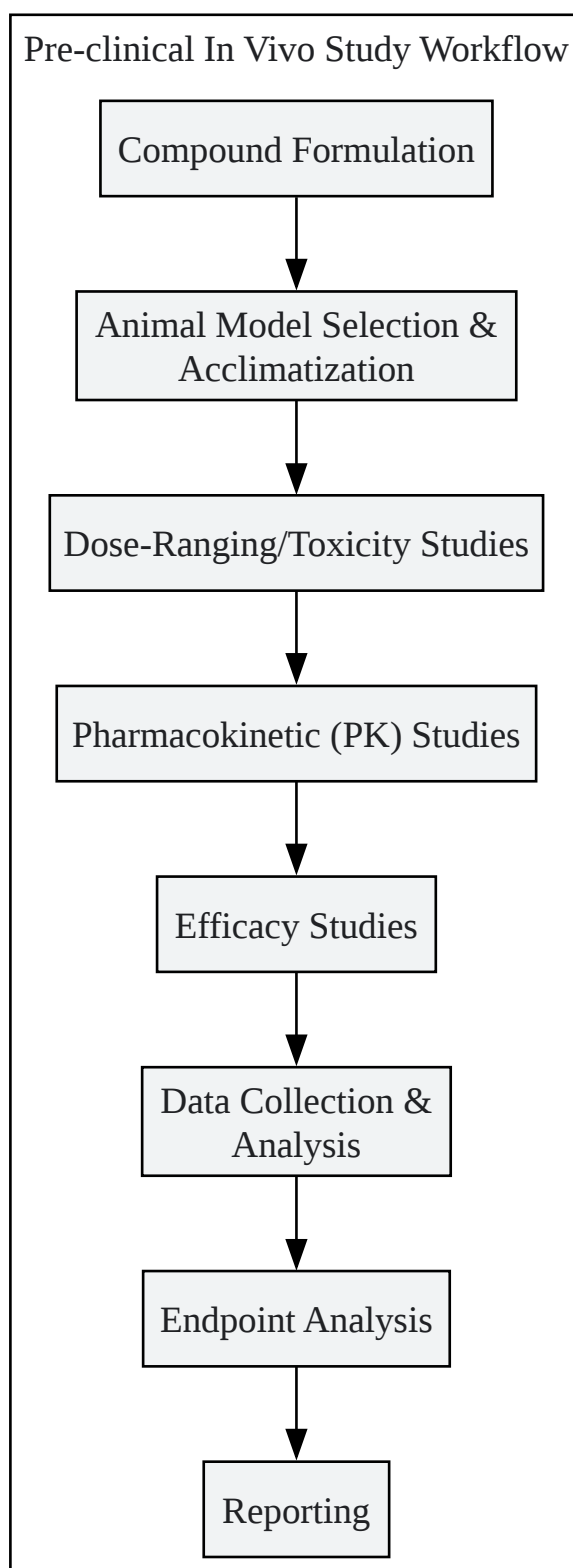 Pre-clinical In Vivo Study Workflow
Compound Formulation
Animal Model Selection &
Acclimatization
Dose-Ranging/Toxicity Studies
Pharmacokinetic (PK) Studies
Efficacy Studies
Data Collection &
Analysis
Endpoint Analysis
Reporting